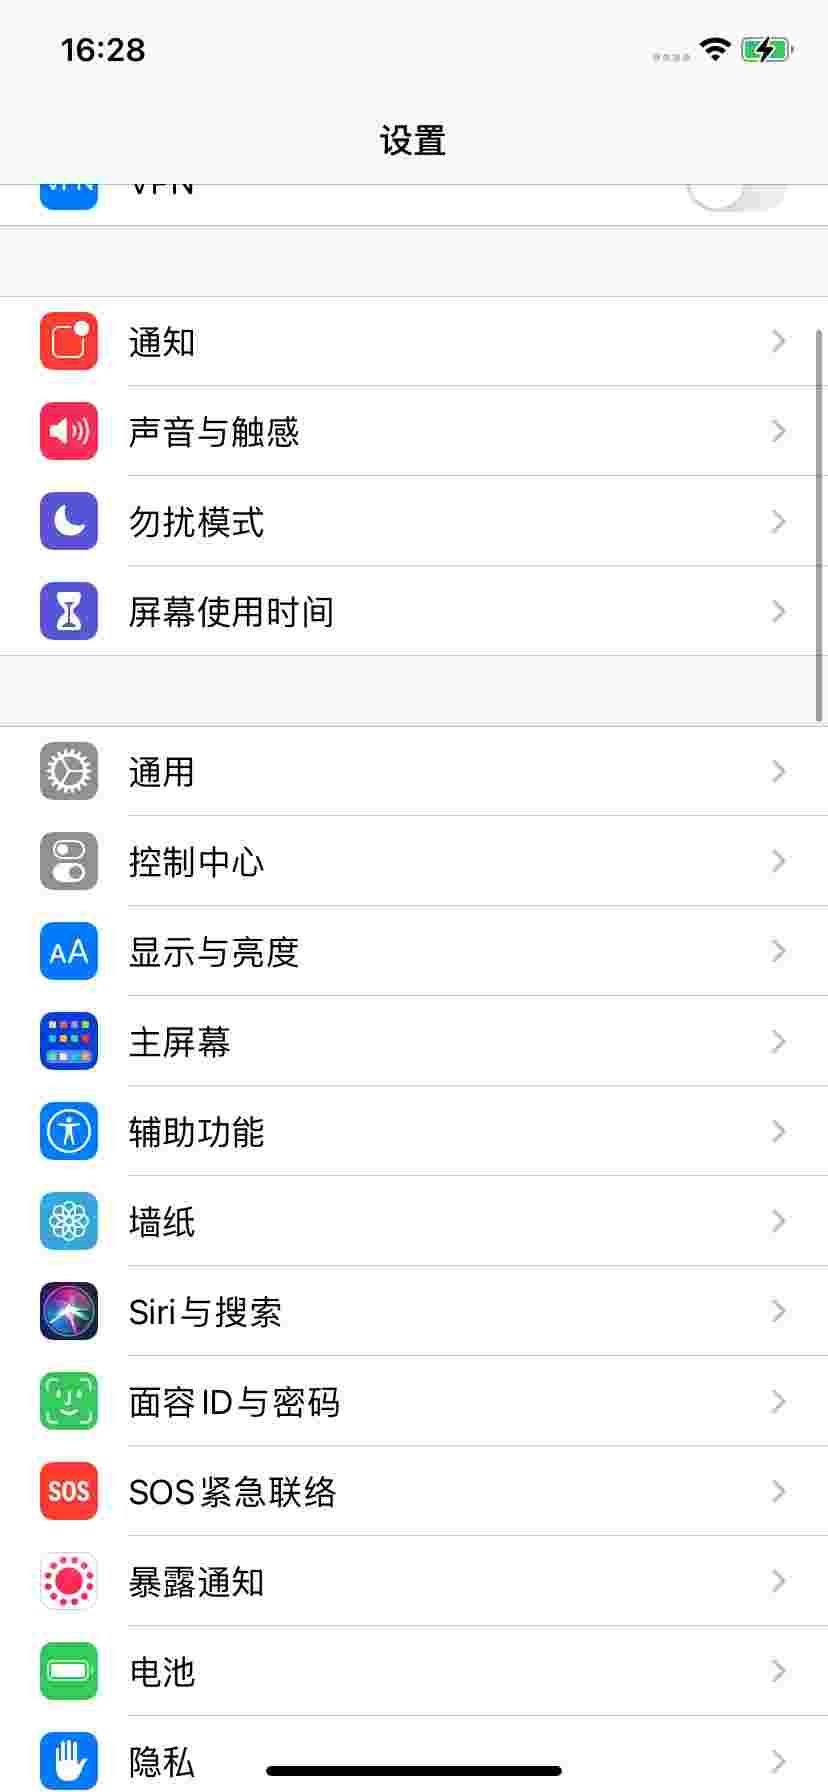 16:28
设置
VPN VPN
通知
声音与触感
勿扰模式
屏幕使用时间
通用
控制中心
AA 显示与亮度
主屏幕
辅助功能
墙纸
Siri与搜索
面容ID与密码
SOS SOS紧急联络
暴露通知
电池
隐私